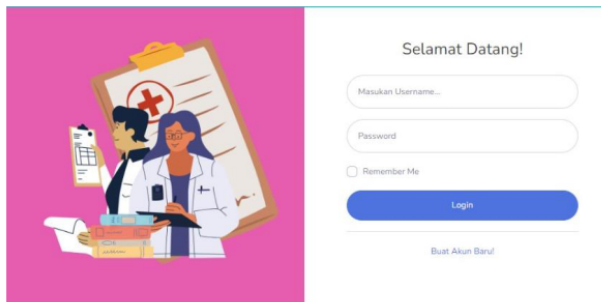 Selamat Datang!
Masukan Username...
Password
Remember Me
Login
Buat Akun Baru!